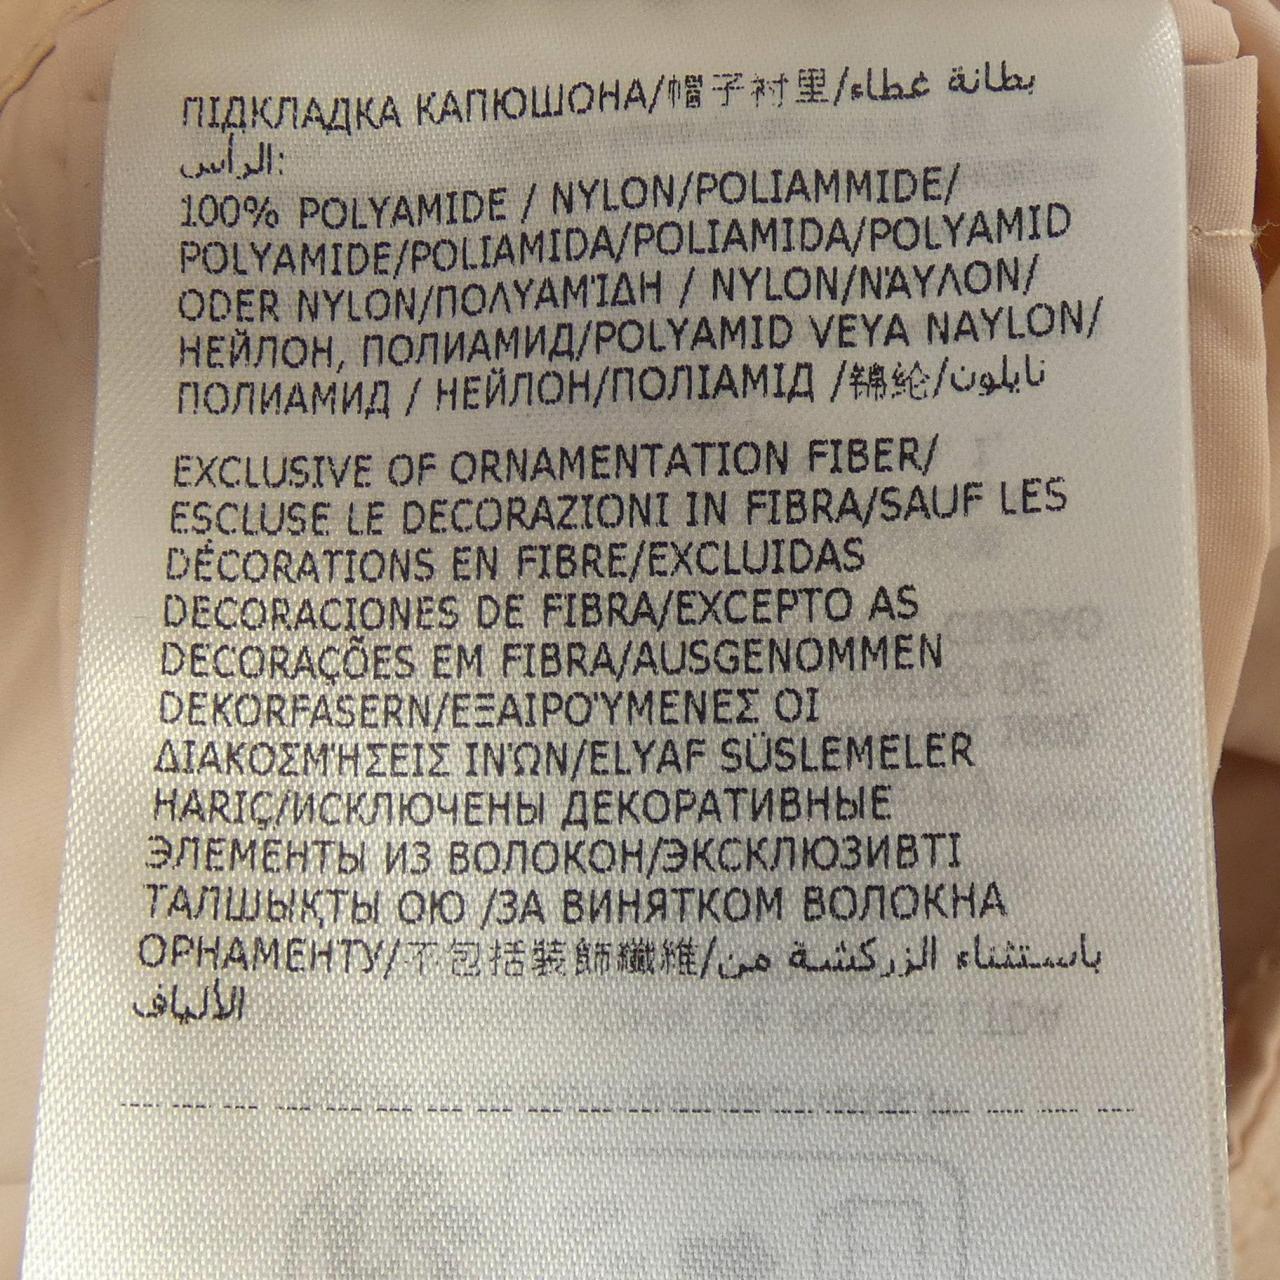 ПІДКЛАДКА КАПЮШОНА/帽子衬里/بطانة غطاء
الرأس:
100% POLYAMIDE / NYLON/POLIAMMIDE/
POLYAMIDE/POLIAMIDA/POLIAMIDA/POLYAMID
ODER NYLON/ΠΟΛΥΑΜΊΔΗ / NYLON/ΝΆΥΛΟΝ/
НЕЙЛОН, ПОЛИАМИД/POLYAMID VEYA NAYLON/
ПОЛИАМИД / НЕЙЛОН/ПОЛІАМІД /锦纶/نايلون
EXCLUSIVE OF ORNAMENTATION FIBER/
ESCLUSE LE DECORAZIONI IN FIBRA/SAUF LES
DÉCORATIONS EN FIBRE/EXCLUIDAS
DECORACIONES DE FIBRA/EXCEPTO AS
DECORAÇÕES EM FIBRA/AUSGENOMMEN
DEKORFASERN/ΕΞΑΙΡΟΎΜΕΝΕΣ ΟΙ
ΔΙΑΚΟΣΜΉΣΕΙΣ ΙΝΏΝ/ELYAF SÜSLEMELER
HARIÇ/ИСКЛЮЧЕНЫ ДЕКОРАТИВНЫЕ
ЭЛЕМЕНТЫ ИЗ ВОЛОКОН/ЭКСКЛЮЗИВТІ
ТАЛШЫҚТЫ ОЮ /ЗА ВИНЯТКОМ ВОЛОКНА
ОРНАМЕНТУ/不包括裝飾纖維/باستثناء الزركشة من
الألياف